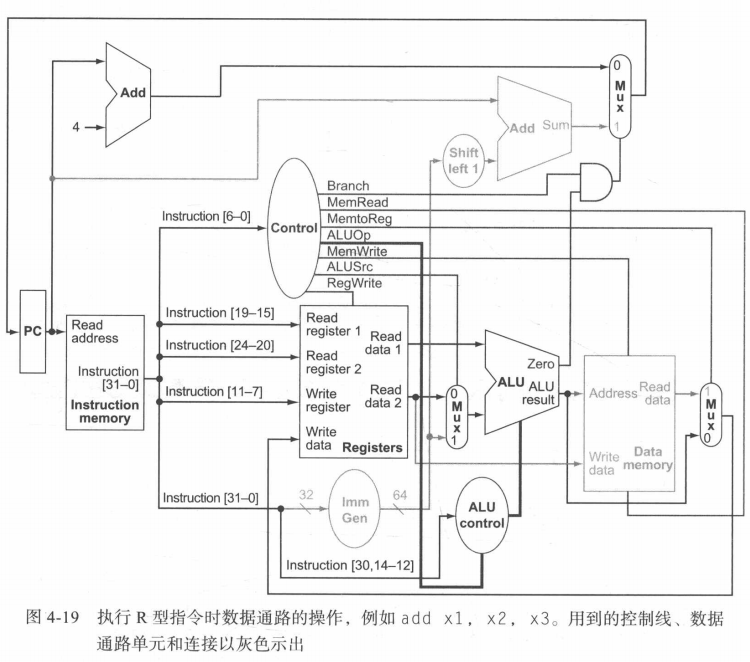 Add
4
0
M
u
x
1
Add Sum
Shift
left 1
Branch
MemRead
MemtoReg
ALUOp
MemWrite
ALUSrc
RegWrite
Control
Instruction [6–0]
Instruction [19–15]
Instruction [24–20]
Instruction [11–7]
Instruction [31–0]
Instruction [30,14–12]
PC
Read
address
Instruction
[31–0]
Instruction
memory
Read
register 1
Read
register 2
Write
register
Write
data
Read
data 1
Read
data 2
Registers
0
M
u
x
1
ALU
Zero
ALU
result
Address
Write
data
Read
data
Data
memory
1
M
u
x
0
32
Imm
Gen
64
ALU
control
图 4-19 执行 R 型指令时数据通路的操作，例如 add x1, x2, x3。用到的控制线、数据
通路单元和连接以灰色示出